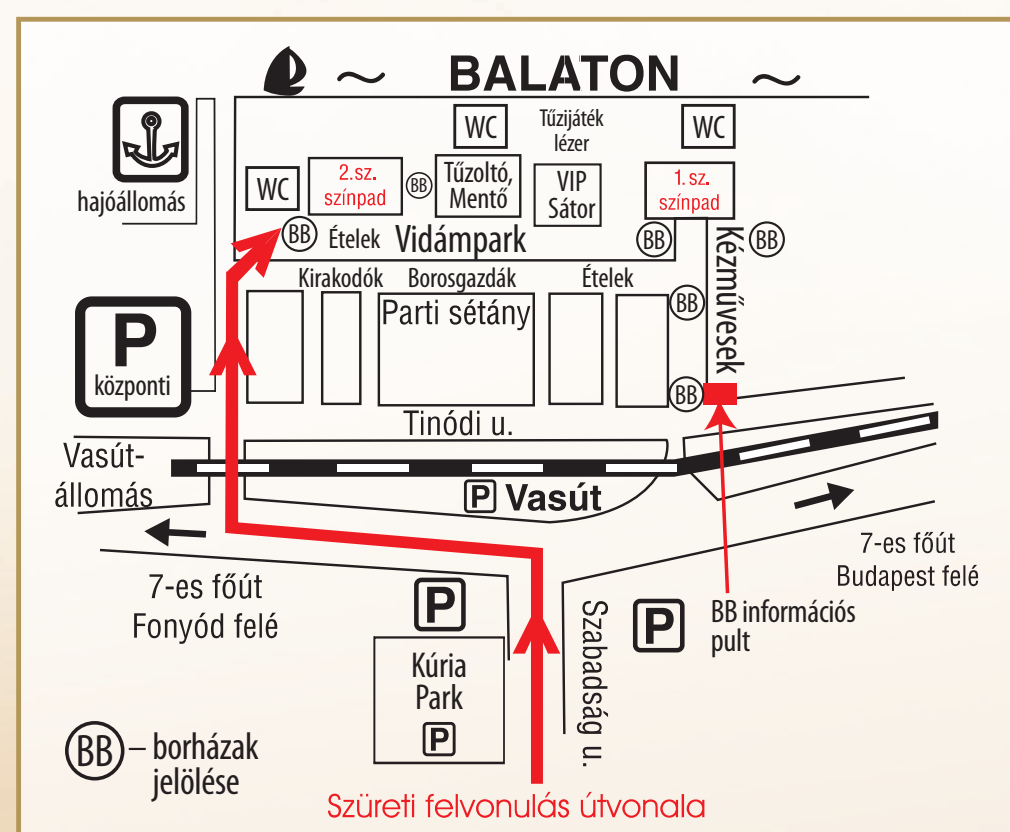 BALATON
hajóállomás
WC
Tűzijáték
lézer
WC
WC
2.sz.
színpad
BB
Tűzoltó,
Mentő
VIP
Sátor
1. sz.
színpad
BB
Ételek
Vidámpark
BB
BB
Kézművesek
Kirakodók
Borosgazdák
Ételek
Parti sétány
BB
P
központi
BB
Tinódi u.
Vasút-
állomás
P Vasút
7-es főút
Fonyód felé
7-es főút
Budapest felé
P
Kúria
Park
P
Szabadság u.
P
BB információs
pult
BB – borházak
jelölése
Szüreti felvonulás útvonala